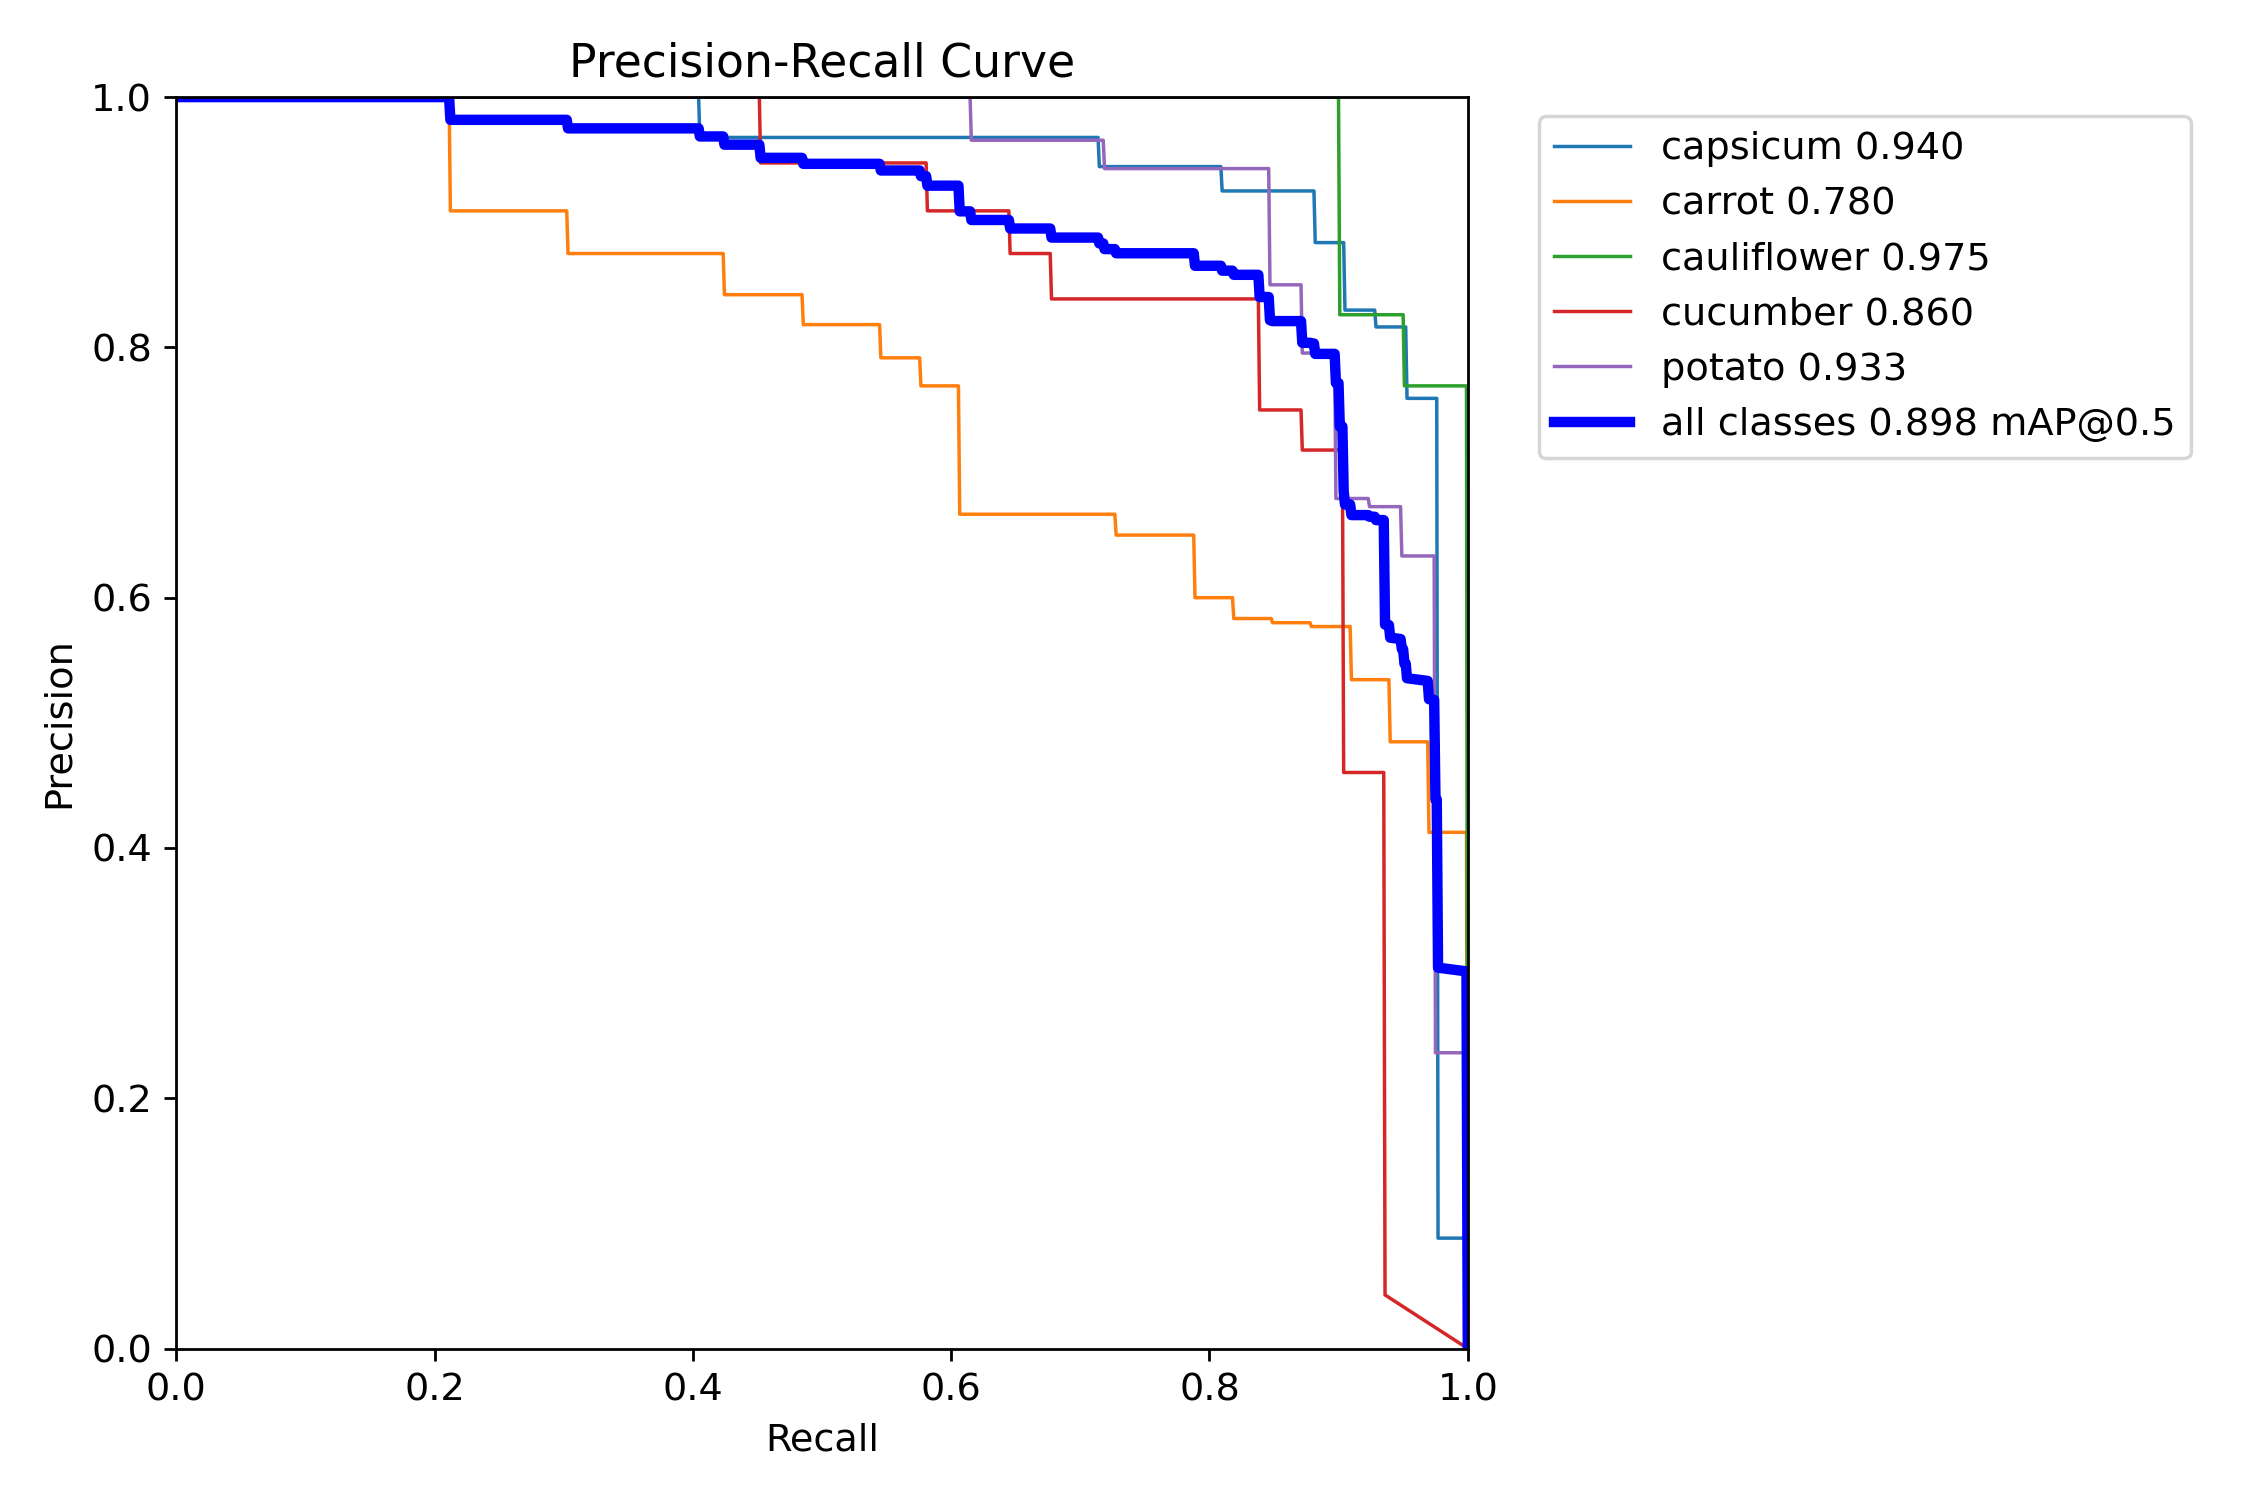 Precision-Recall Curve
1.0
0.8
0.6
0.4
0.2
0.0
Precision
0.0 0.2 0.4 0.6 0.8 1.0
Recall
capsicum 0.940
carrot 0.780
cauliflower 0.975
cucumber 0.860
potato 0.933
all classes 0.898 mAP@0.5